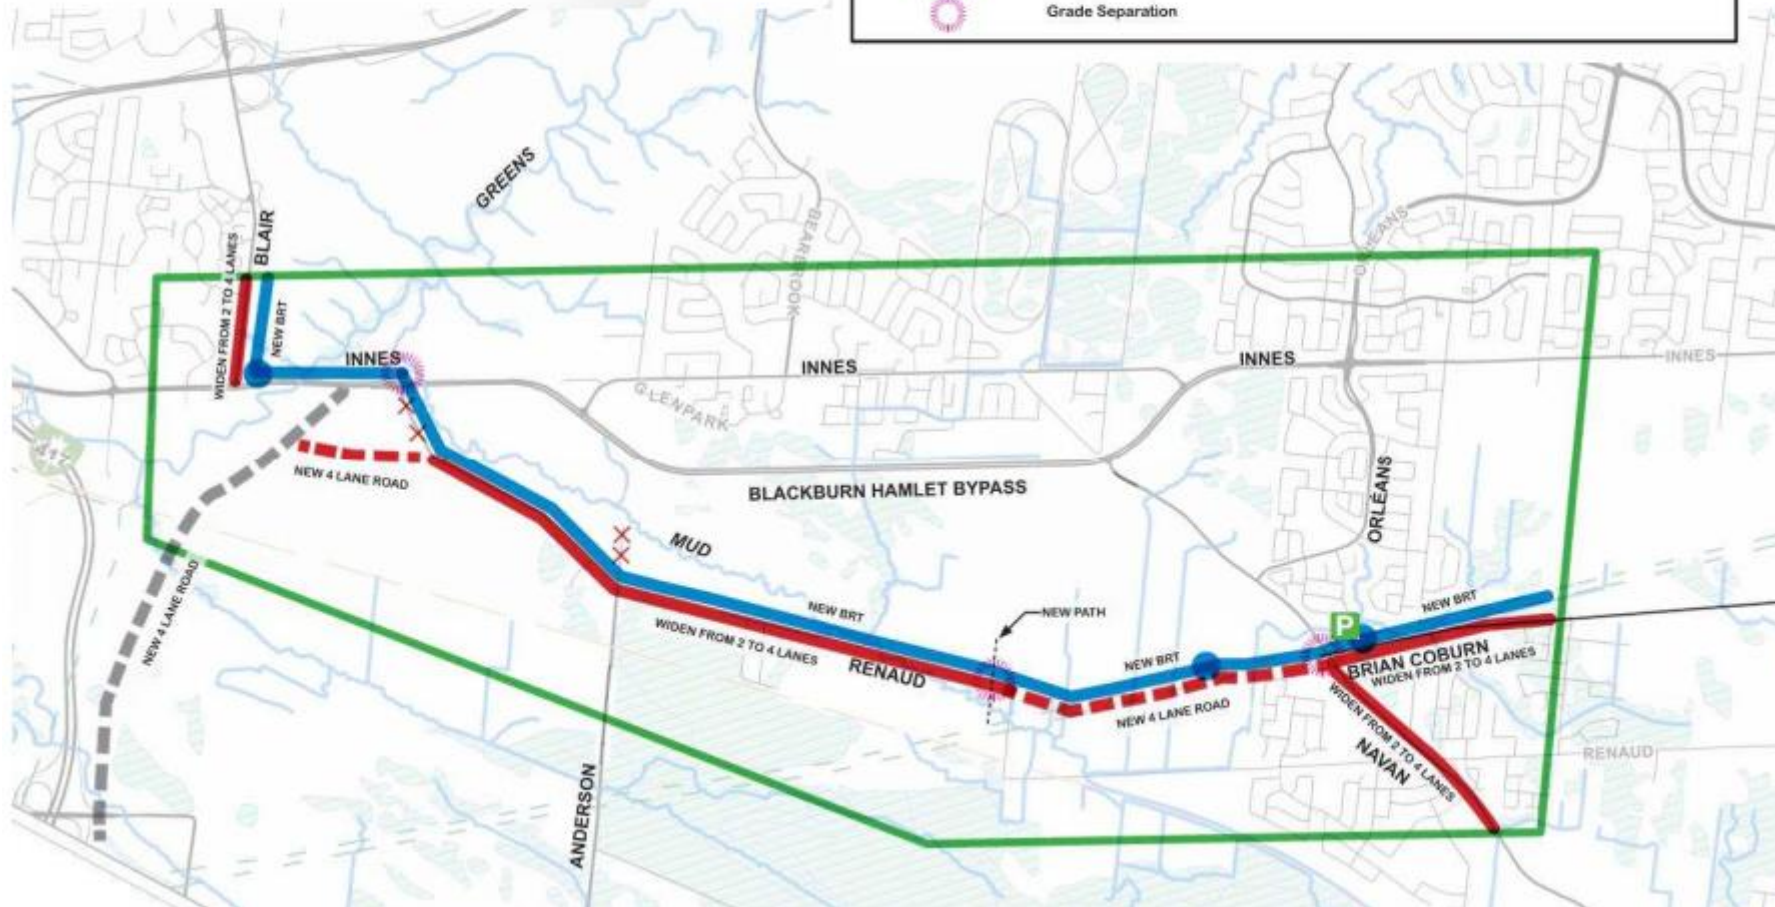 Grade Separation
GREENS
BLAIR
WIDEN FROM 2 TO 4 LANES
NEW BRT
BEARBROOK
ORLÉANS
INNES
INNES
INNES
INNES
GLENPARK
417
NEW 4 LANE ROAD
BLACKBURN HAMLET BYPASS
ORLÉANS
MUD
NEW 4 LANE ROAD
NEW BRT
NEW PATH
NEW BRT
P
WIDEN FROM 2 TO 4 LANES
RENAUD
NEW BRT
BRIAN COBURN
WIDEN FROM 2 TO 4 LANES
NEW 4 LANE ROAD
WIDEN FROM 2 TO 4 LANES
NAVAN
RENAUD
ANDERSON